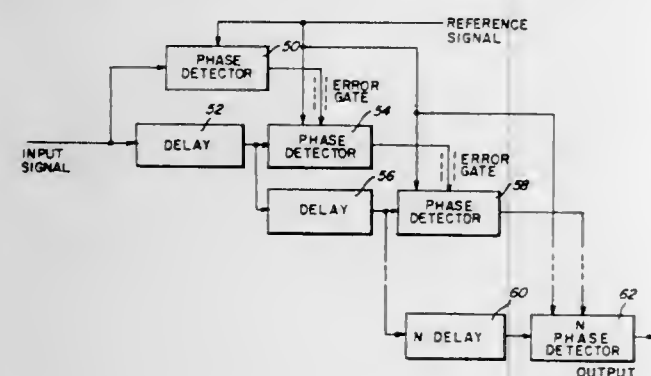 REFERENCE
SIGNAL
50
PHASE
DETECTOR
ERROR
GATE
52
54
INPUT
SIGNAL
DELAY
PHASE
DETECTOR
ERROR
GATE
56
58
DELAY
PHASE
DETECTOR
60
62
N DELAY
N
PHASE
DETECTOR
OUTPUT